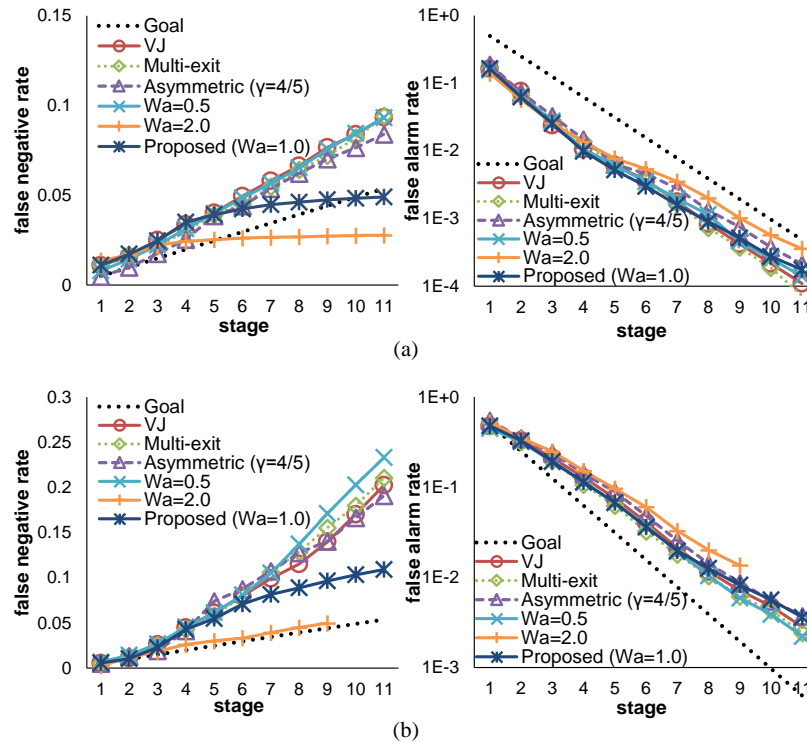 0.15
0.1
0.05
0
false negative rate
Goal
VJ
Multi-exit
Asymmetric (γ=4/5)
Wa=0.5
Wa=2.0
Proposed (Wa=1.0)
1 2 3 4 5 6 7 8 9 10 11
stage
1E+0
1E-1
1E-2
1E-3
1E-4
false alarm rate
Goal
VJ
Multi-exit
Asymmetric (γ=4/5)
Wa=0.5
Wa=2.0
Proposed (Wa=1.0)
1 2 3 4 5 6 7 8 9 10 11
stage
(a)
0.3
0.25
0.2
0.15
0.1
0.05
0
false negative rate
Goal
VJ
Multi-exit
Asymmetric (γ=4/5)
Wa=0.5
Wa=2.0
Proposed (Wa=1.0)
1 2 3 4 5 6 7 8 9 10 11
stage
1E+0
1E-1
1E-2
1E-3
false alarm rate
Goal
VJ
Multi-exit
Asymmetric (γ=4/5)
Wa=0.5
Wa=2.0
Proposed (Wa=1.0)
1 2 3 4 5 6 7 8 9 10 11
stage
(b)